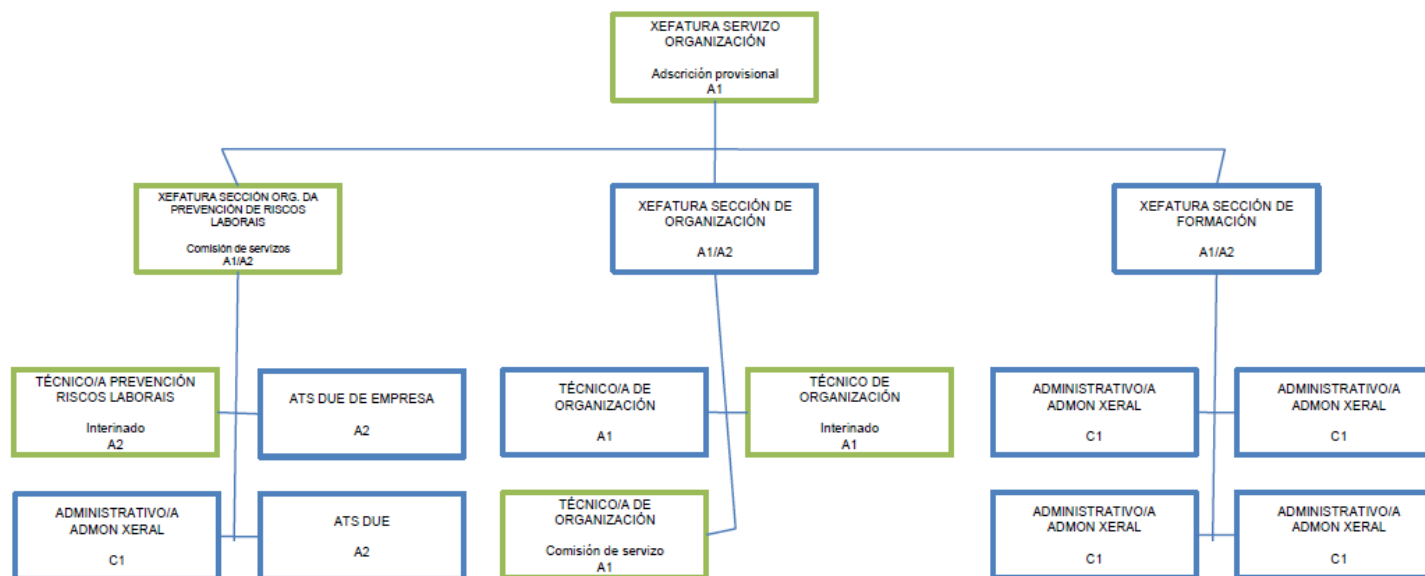 XEFATURA SERVIZO
ORGANIZACIÓN
Adscrición provisional
A1
XEFATURA SECCIÓN ORG. DA
PREVENCIÓN DE RISCOS
LABORAIS
Comisión de servizos
A1/A2
XEFATURA SECCIÓN DE
ORGANIZACIÓN
A1/A2
XEFATURA SECCIÓN DE
FORMACIÓN
A1/A2
TÉCNICO/A PREVENCIÓN
RISCOS LABORAIS
Interinado
A2
ATS DUE DE EMPRESA
A2
TÉCNICO/A DE
ORGANIZACIÓN
A1
TÉCNICO DE
ORGANIZACIÓN
Interinado
A1
ADMINISTRATIVO/A
ADMON XERAL
C1
ADMINISTRATIVO/A
ADMON XERAL
C1
ADMINISTRATIVO/A
ADMON XERAL
C1
ATS DUE
A2
TÉCNICO/A DE
ORGANIZACIÓN
Comisión de servizo
A1
ADMINISTRATIVO/A
ADMON XERAL
C1
ADMINISTRATIVO/A
ADMON XERAL
C1